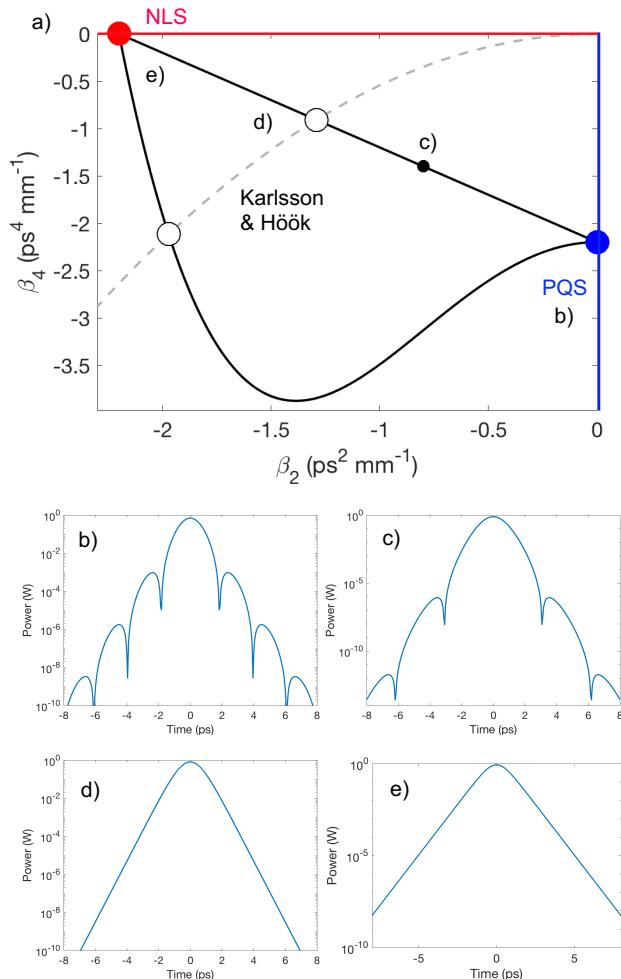 a)
NLS
0
-0.5
-1
-1.5
-2
-2.5
-3
-3.5
β4 (ps4 mm-1)
e)
d)
c)
Karlsson
& Höök
PQS
b)
-2
-1.5
-1
-0.5
0
β2 (ps2 mm-1)
b)
Power (W)
10^0
10^-2
10^-4
10^-6
10^-8
10^-10
-8 -6 -4 -2 0 2 4 6 8
Time (ps)
c)
Power (W)
10^0
10^-5
10^-10
-8 -6 -4 -2 0 2 4 6 8
Time (ps)
d)
Power (W)
10^0
10^-2
10^-4
10^-6
10^-8
10^-10
-8 -6 -4 -2 0 2 4 6 8
Time (ps)
e)
Power (W)
10^0
10^-5
10^-10
-5 0 5
Time (ps)